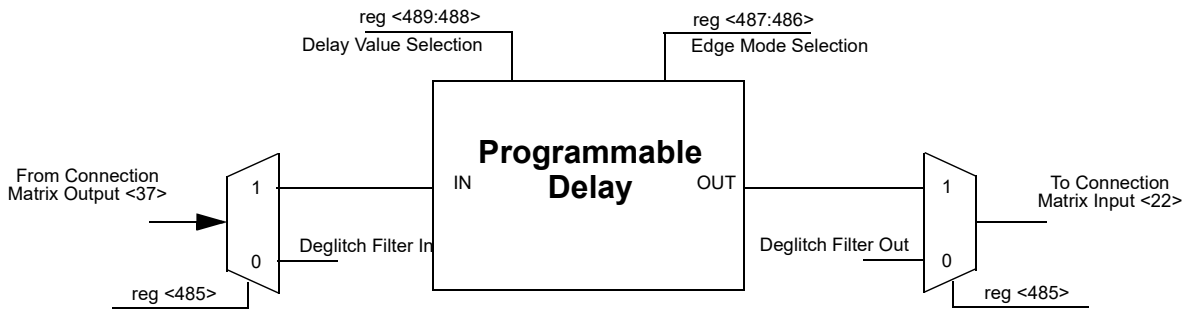 reg <489:488>
Delay Value Selection
reg <487:486>
Edge Mode Selection
Programmable
Delay
IN
OUT
From Connection
Matrix Output <37>
1
0
Deglitch Filter In
reg <485>
1
0
Deglitch Filter Out
To Connection
Matrix Input <22>
reg <485>